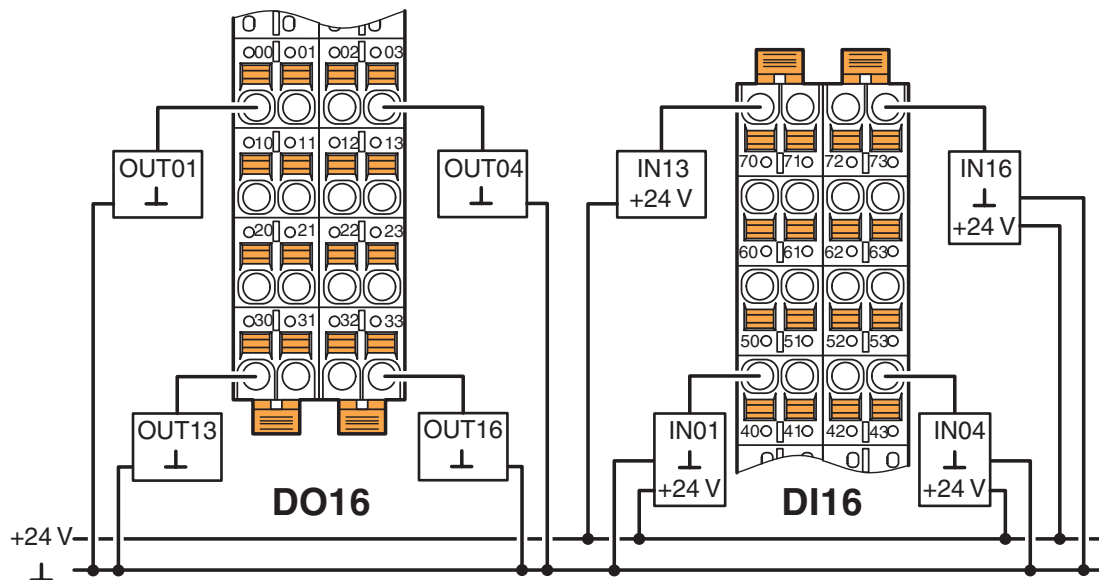 00 01 02 03
OUT01
OUT04
10 11 12 13
20 21 22 23
30 31 32 33
OUT13
OUT16
DO16
IN13
+24 V
70 71 72 73
IN16
+24 V
60 61 62 63
50 51 52 53
IN01
+24 V
40 41 42 43
IN04
+24 V
DI16
+24 V